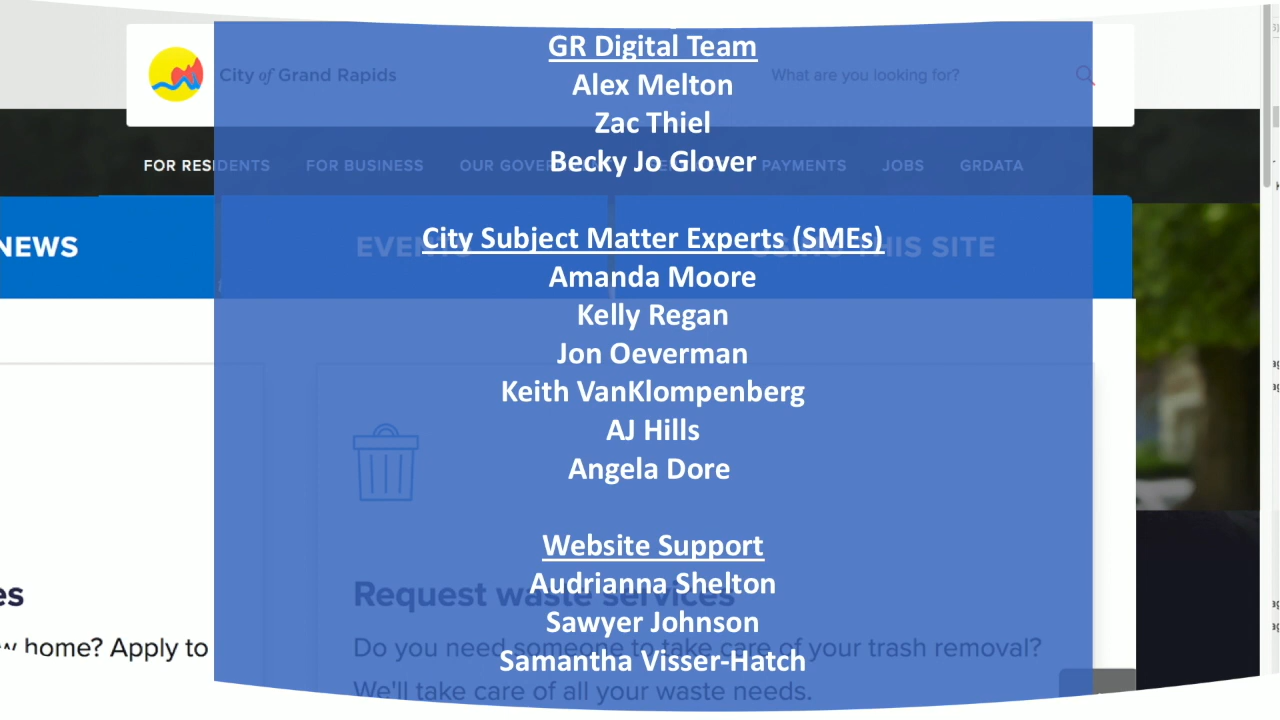 GR Digital Team
City of Grand Rapids
What are you looking for?
Alex Melton
Zac Thiel
FOR RESIDENTS FOR BUSINESS OUR PAYMENTS JOBS GRDATA
Becky Jo Glover
NEWS
City Subject Matter Experts (SMEs)
THIS SITE
Amanda Moore
Kelly Regan
Jon Oeverman
Keith VanKlompenberg
AJ Hills
Angela Dore
Website Support
Audrianna Shelton
Request waste services
Sawyer Johnson
home? Apply to
Do you need someone to take care of your trash removal?
Samantha Visser-Hatch
We'll take care of all your waste needs.